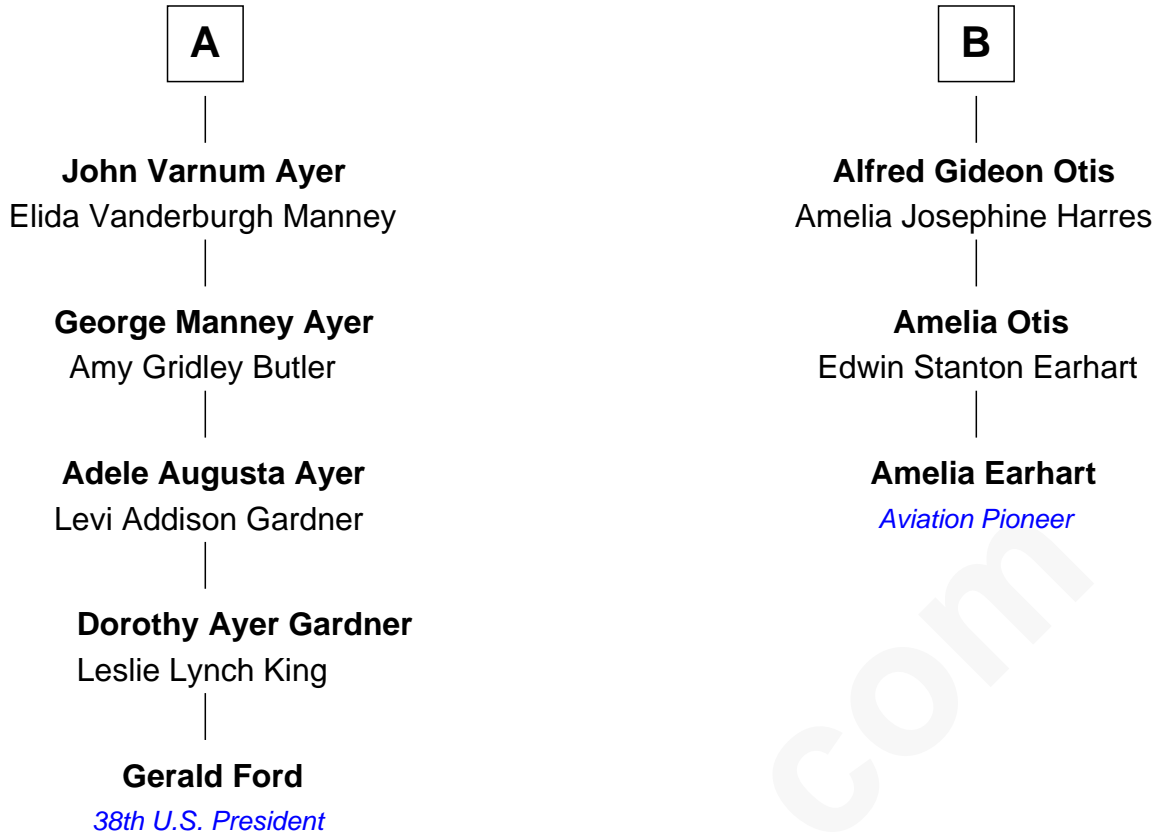 A
John Varnum Ayer
Elida Vanderburgh Manney
George Manney Ayer
Amy Gridley Butler
Adele Augusta Ayer
Levi Addison Gardner
Dorothy Ayer Gardner
Leslie Lynch King
Gerald Ford
38th U.S. President
B
Alfred Gideon Otis
Amelia Josephine Harres
Amelia Otis
Edwin Stanton Earhart
Amelia Earhart
Aviation Pioneer
com